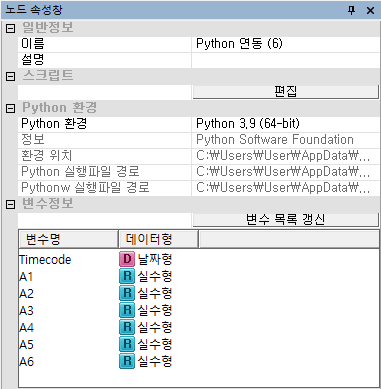 노드 속성창
일반정보
이름 Python 연동 (6)
설명
스크립트
편집
Python 환경
Python 환경 Python 3.9 (64-bit)
정보 Python Software Foundation
환경 위치 C:₩Users₩User₩AppData₩...
Python 실행파일 경로 C:₩Users₩User₩AppData₩...
Pythonw 실행파일 경로 C:₩Users₩User₩AppData₩...
변수정보
변수 목록 갱신
변수명 데이터형
Timecode D 날짜형
A1 R 실수형
A2 R 실수형
A3 R 실수형
A4 R 실수형
A5 R 실수형
A6 R 실수형